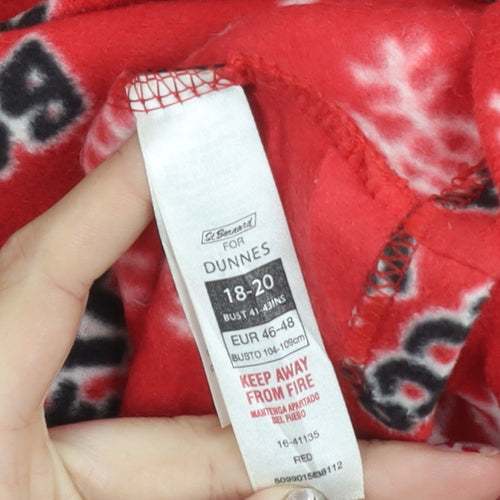 St Bernard
FOR
DUNNES
18-20
BUST 41-43INS
EUR 46-48
BUSTO 104-109cm
KEEP AWAY
FROM FIRE
MANTENGA APARTADO
DEL FUEGO
16-41135
RED
5099015638112